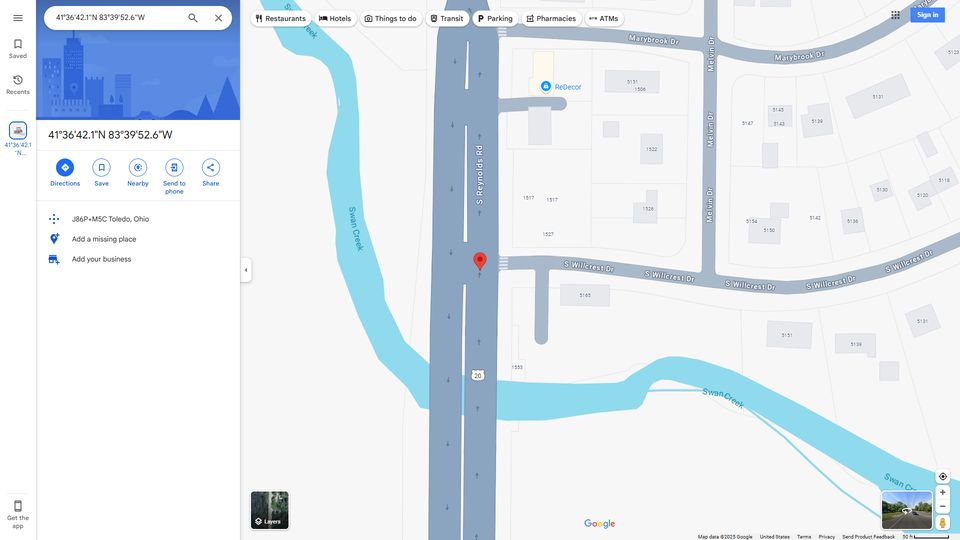 41°36'42.1"N 83°39'52.6"W
Restaurants
Hotels
Things to do
Transit
Parking
Pharmacies
ATMs
Sign in
Saved
Recents
41°36'42.1
"N...
41°36'42.1"N 83°39'52.6"W
Directions
Save
Nearby
Send to
phone
Share
J86P+M5C Toledo, Ohio
Add a missing place
Add your business
Get the
app
Swan Creek
Marybrook Dr
Marybrook Dr
Melvin Dr
5123
ReDecor
5131
1506
5131
5145
5143
5147
5139
S Reynolds Rd
1522
Melvin Dr
5130
5118
5120
1517
1517
1526
Swan Creek
5154
5150
5142
5136
1527
S Willcrest Dr
S Willcrest Dr
S Willcrest Dr
S Willcrest Dr
S Willcrest Dr
5165
5151
5139
5131
1553
20
Swan Creek
Layers
Google
Map data ©2025 Google
United States
Terms
Privacy
Send Product Feedback
50 ft